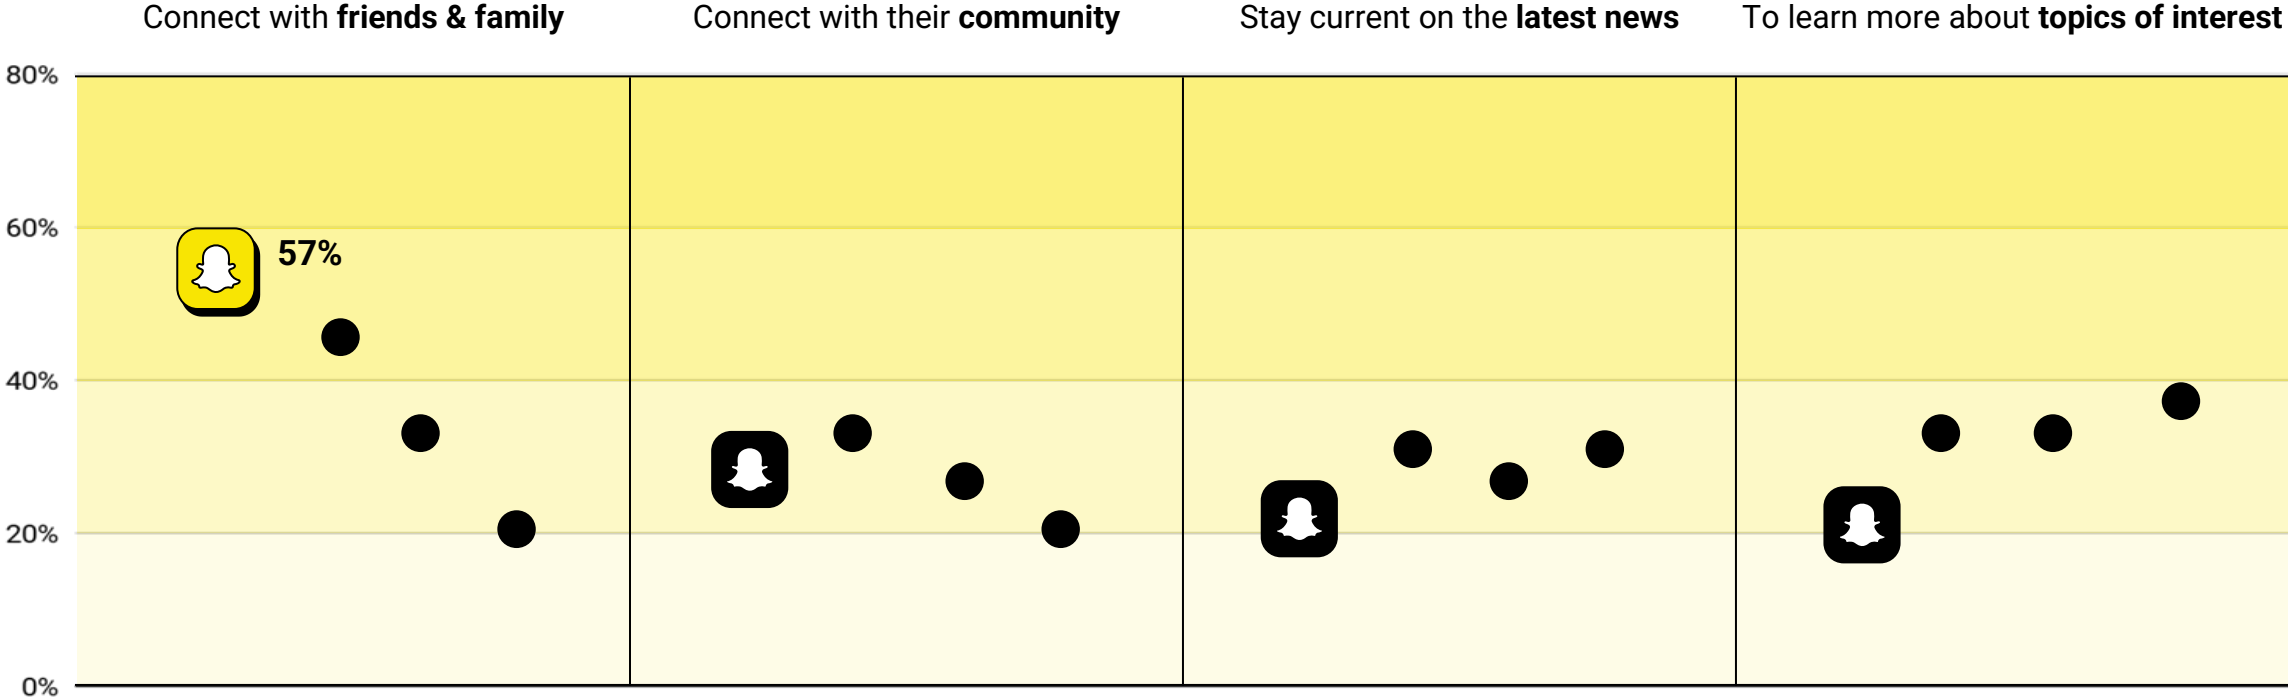 Connect with friends & family
Connect with their community
Stay current on the latest news
To learn more about topics of interest
80%
60%
57%
40%
20%
0%